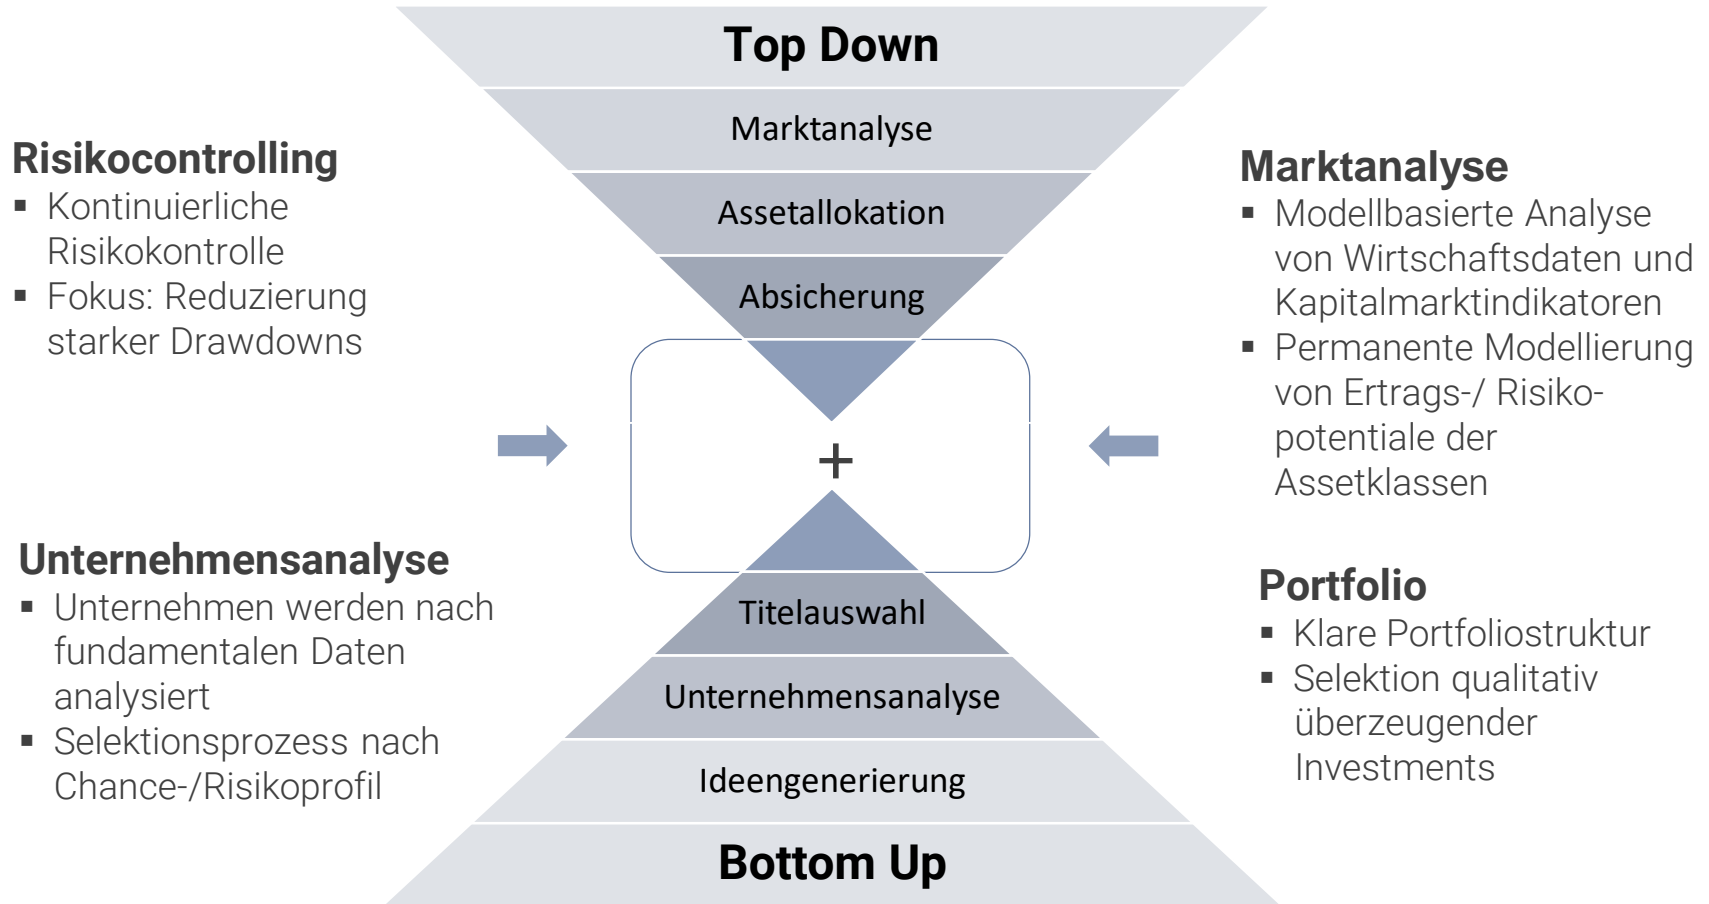 Top Down
Marktanalyse
Assetallokation
Absicherung
Risikocontrolling
▪ Kontinuierliche
Risikokontrolle
▪ Fokus: Reduzierung
starker Drawdowns
Marktanalyse
▪ Modellbasierte Analyse
von Wirtschaftsdaten und
Kapitalmarktindikatoren
▪ Permanente Modellierung
von Ertrags-/ Risiko-
potentiale der
Assetklassen
+
Unternehmensanalyse
▪ Unternehmen werden nach
fundamentalen Daten
analysiert
▪ Selektionsprozess nach
Chance-/Risikoprofil
Titelauswahl
Unternehmensanalyse
Ideengenerierung
Bottom Up
Portfolio
▪ Klare Portfoliostruktur
▪ Selektion qualitativ
überzeugender
Investments